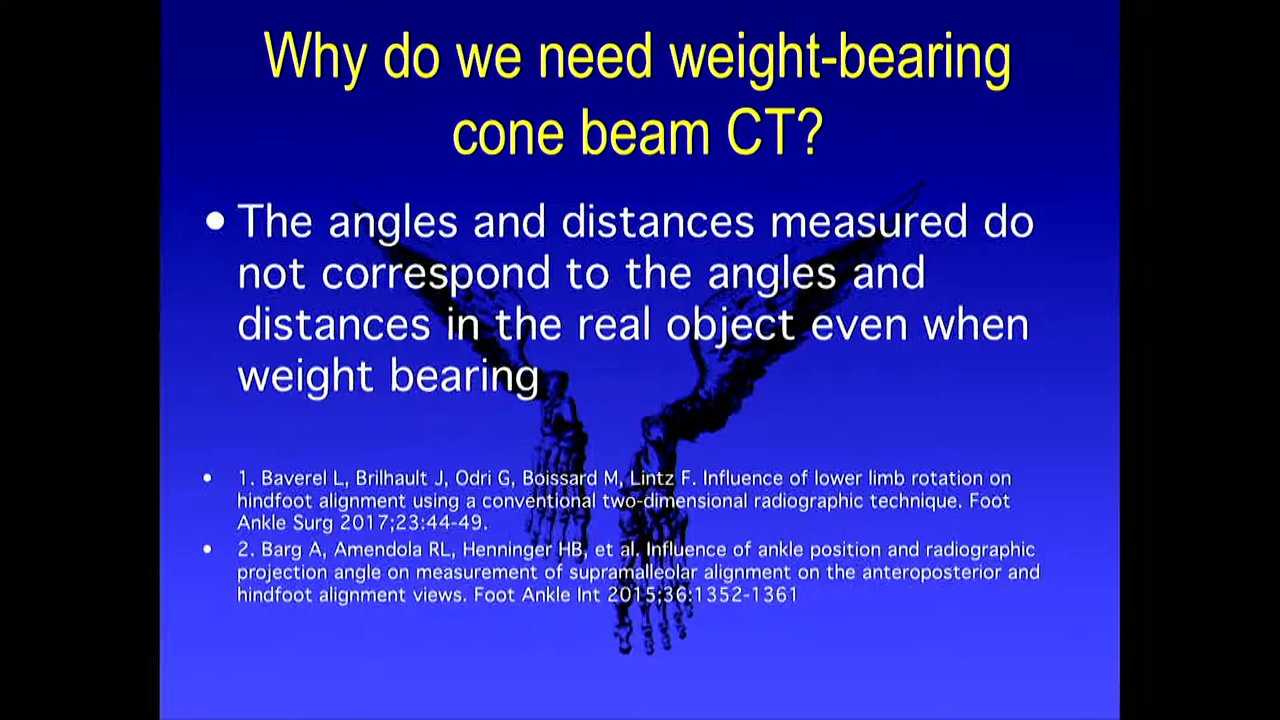 Why do we need weight-bearing
cone beam CT?
• The angles and distances measured do
not correspond to the angles and
distances in the real object even when
weight bearing
• 1. Baverel L, Brilhault J, Odri G, Boissard M, Lintz F. Influence of lower limb rotation on
hindfoot alignment using a conventional two-dimensional radiographic technique. Foot
Ankle Surg 2017;23:44-49.
• 2. Barg A, Amendola RL, Henninger HB, et al. Influence of ankle position and radiographic
projection angle on measurement of supramalleolar alignment on the anteroposterior and
hindfoot alignment views. Foot Ankle Int 2015;36:1352-1361